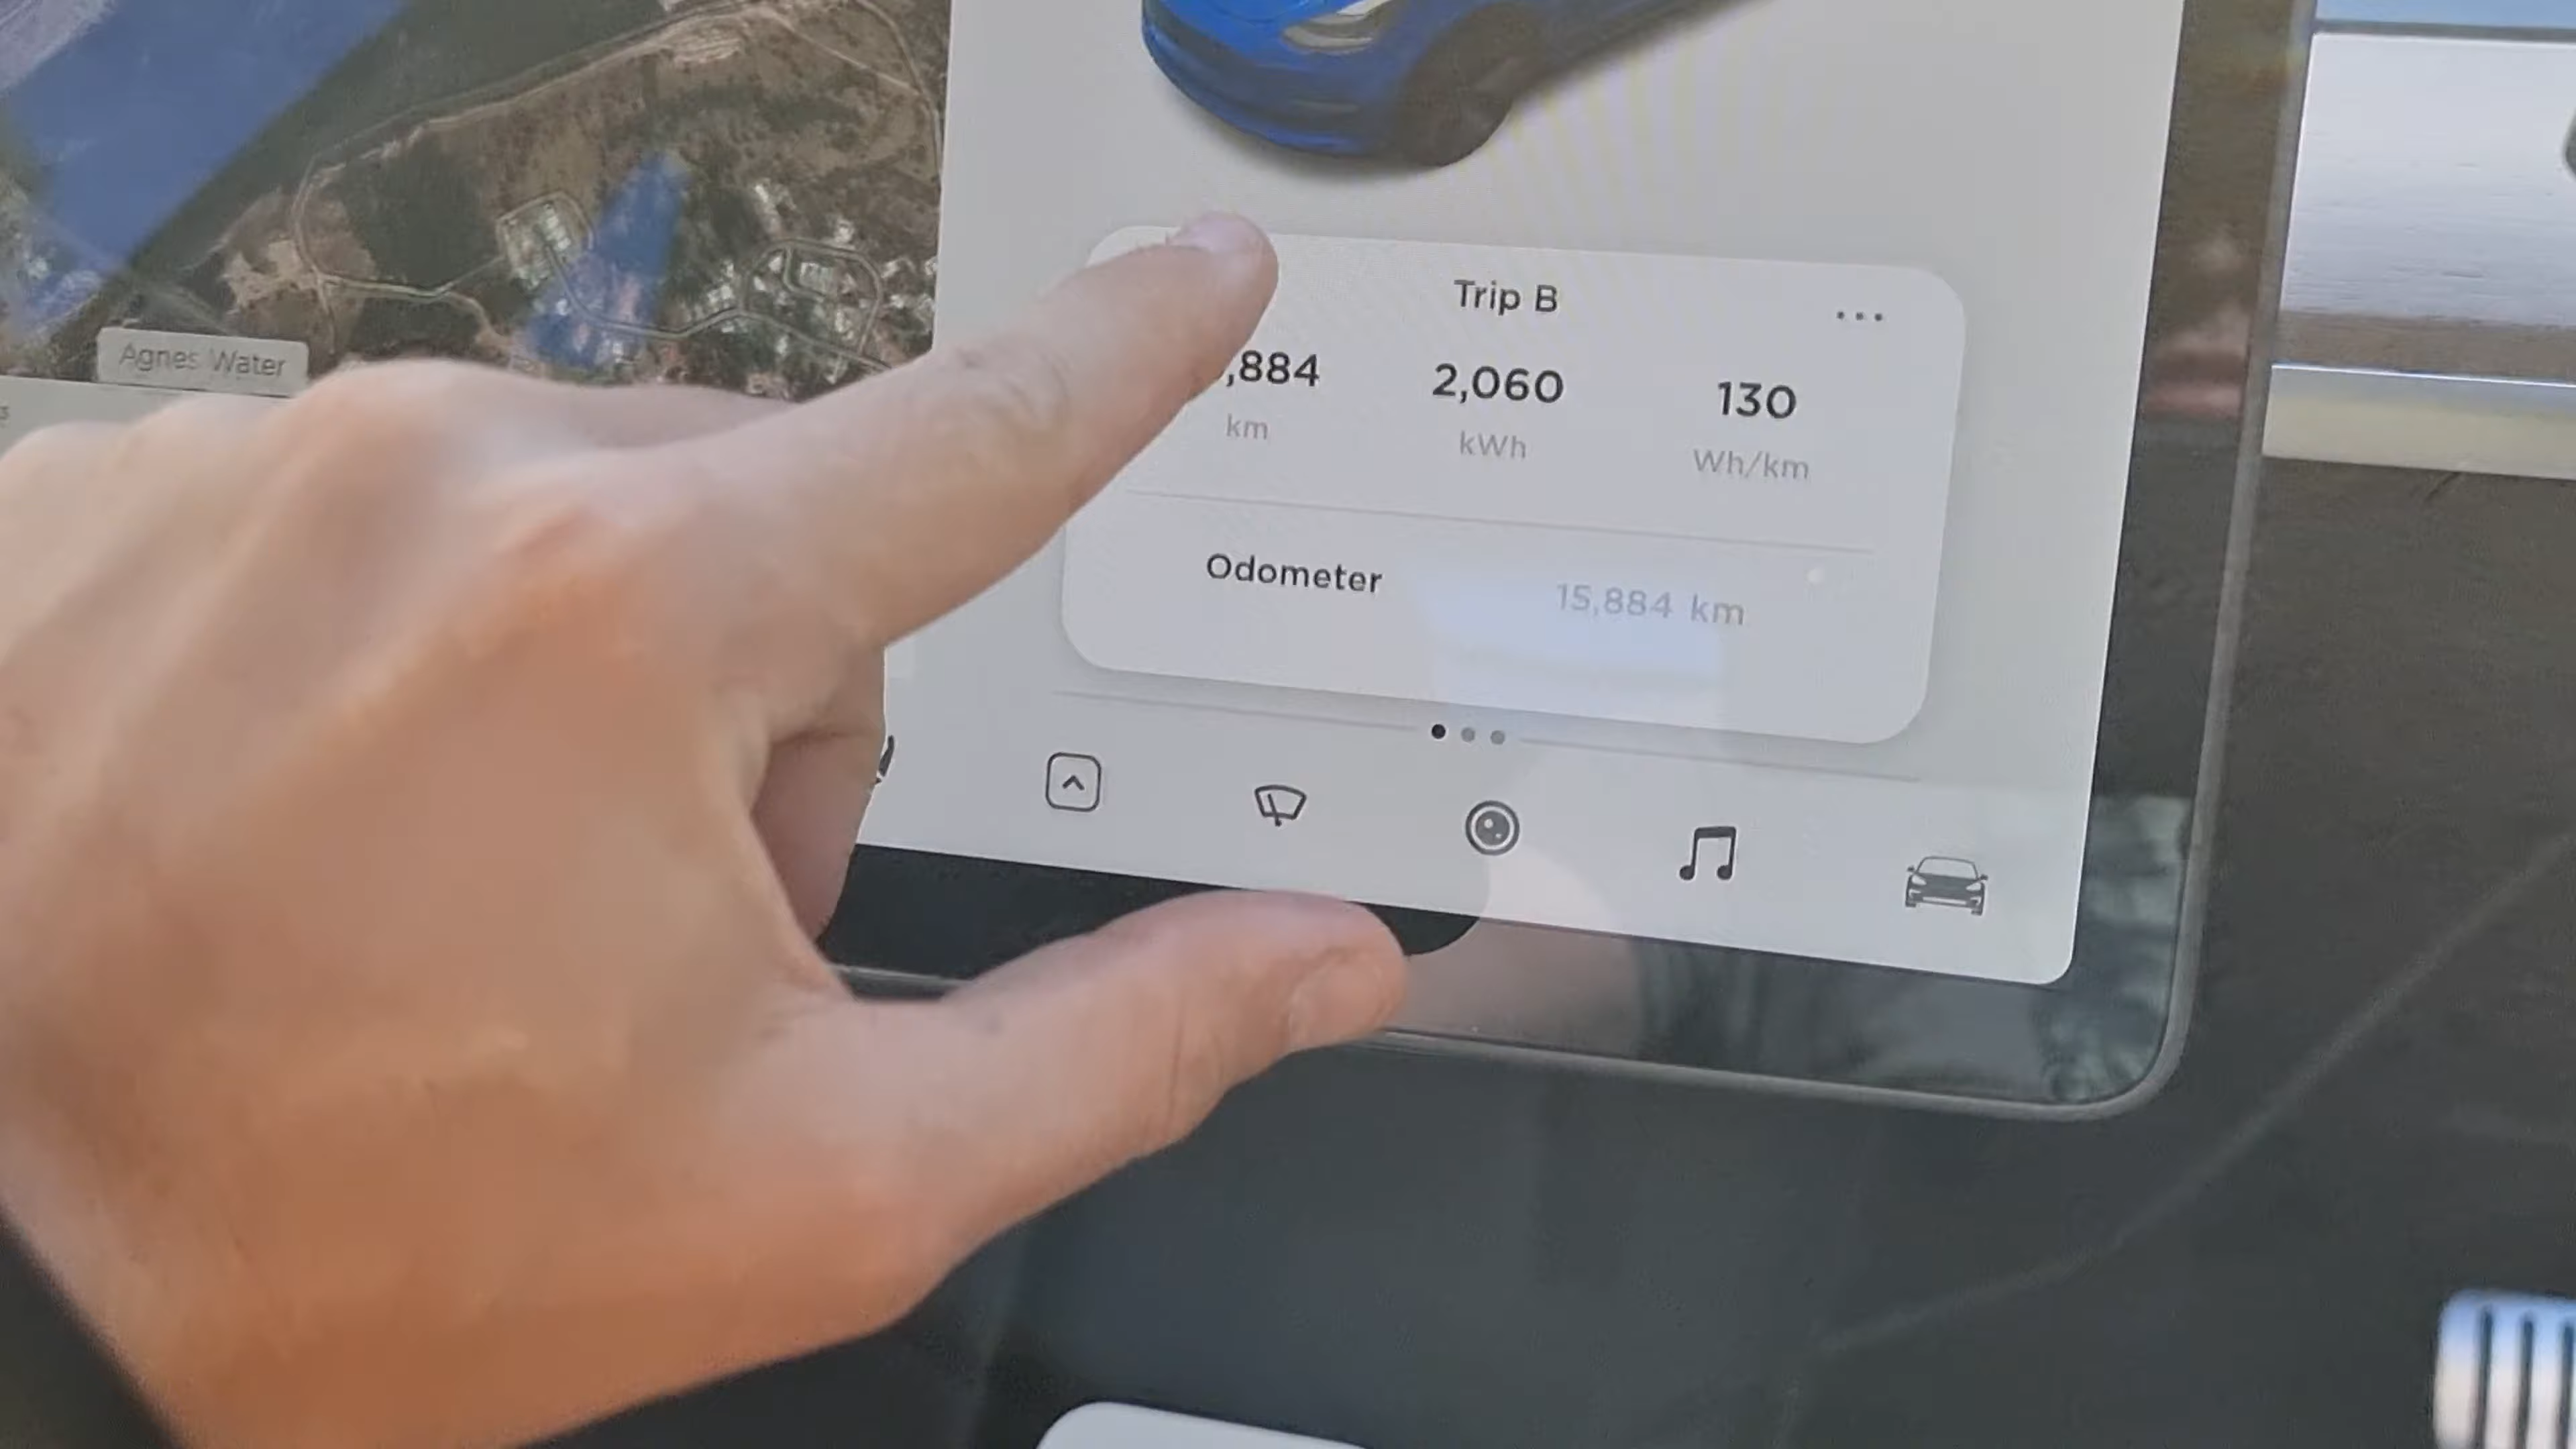 Agnes Water
Trip B
,884 2,060 130
km kWh Wh/km
Odometer 15,884 km